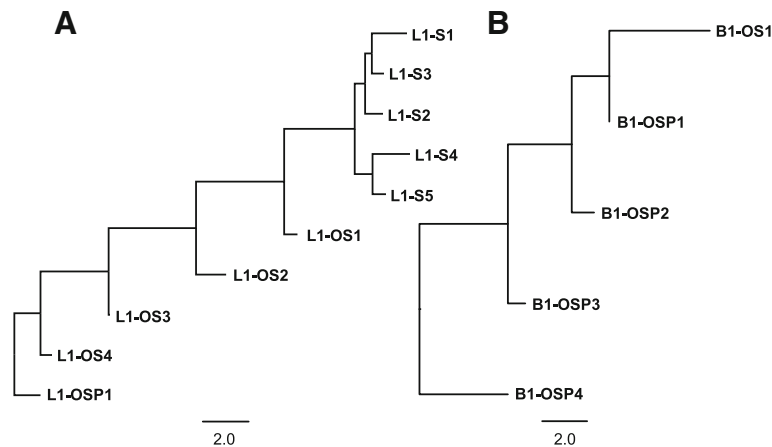 A
L1-S1
L1-S3
L1-S2
L1-S4
L1-S5
L1-OS1
L1-OS2
L1-OS3
L1-OS4
L1-OSP1
2.0
B
B1-OS1
B1-OSP1
B1-OSP2
B1-OSP3
B1-OSP4
2.0